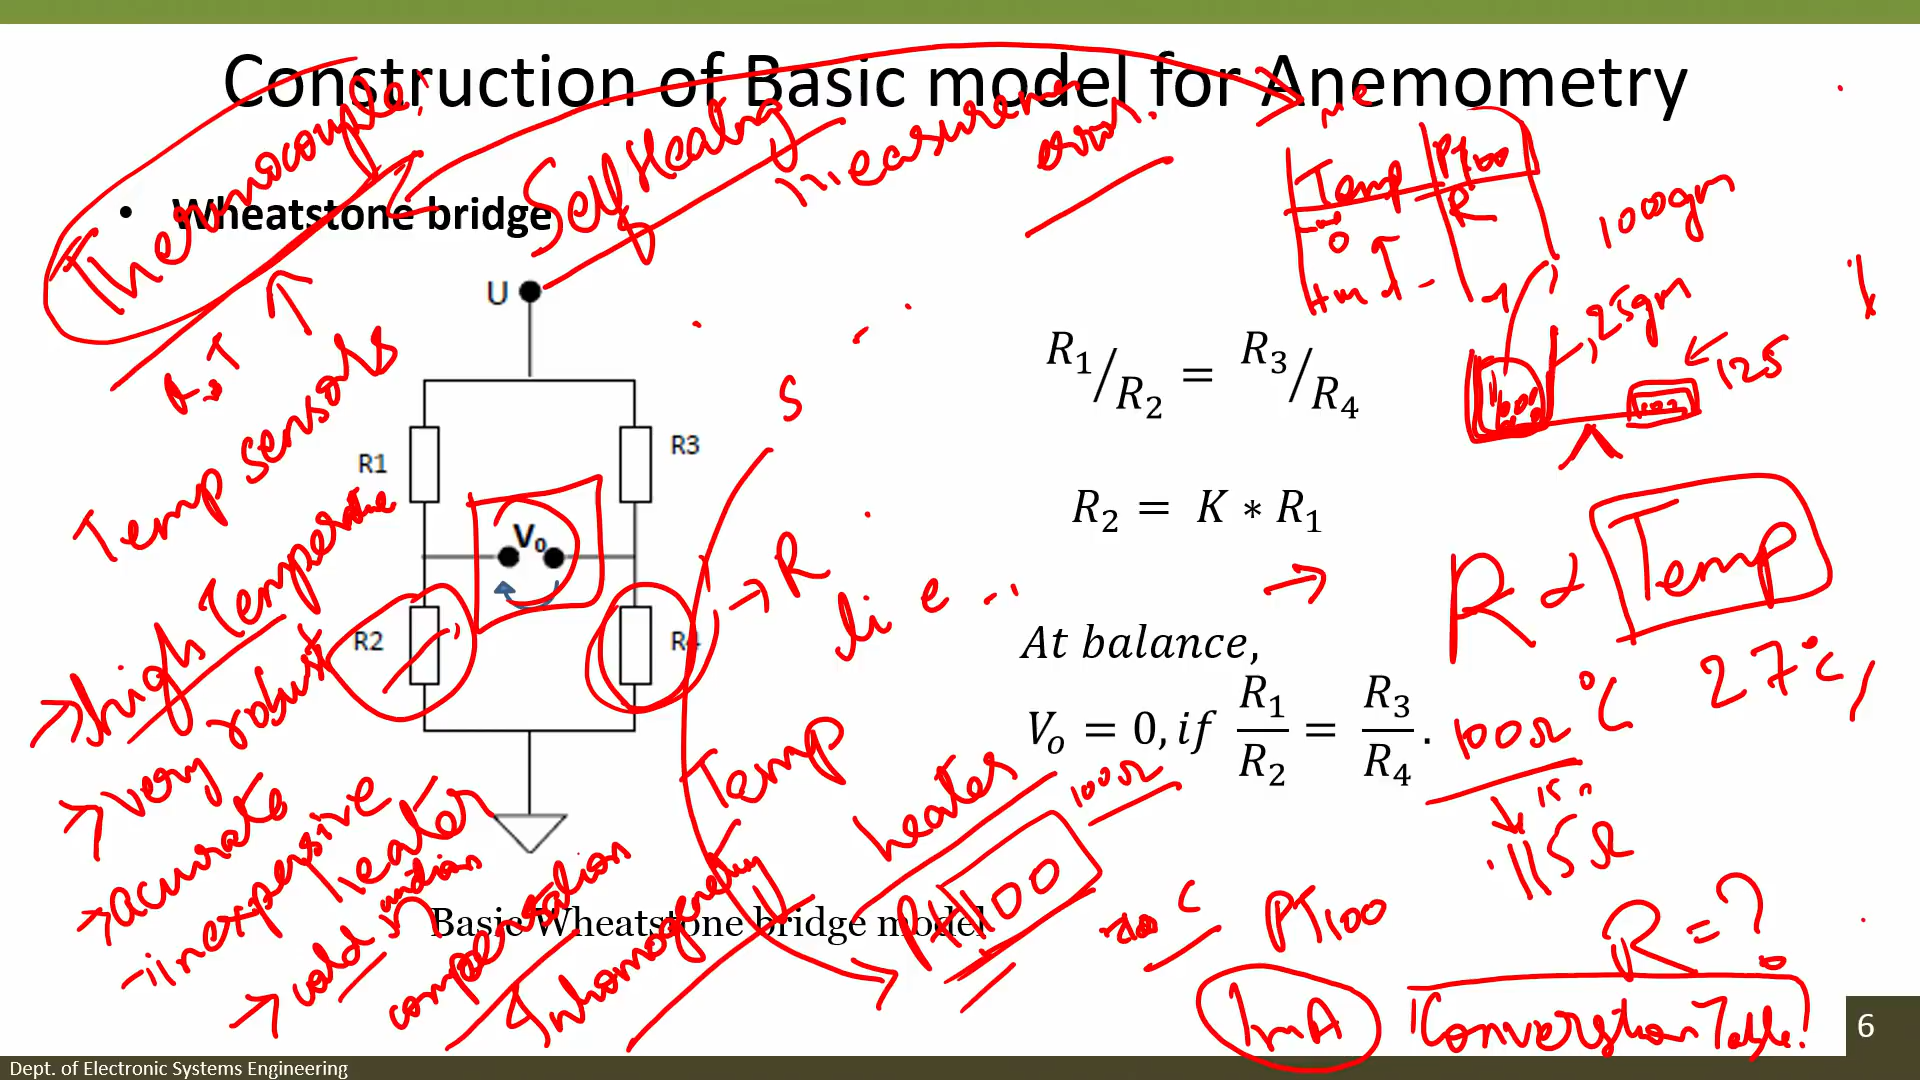 Construction of Basic model for Anemometry
Thermocouple
Self Heating
measurement
error.
• Wheatstone bridge
Temp Pt100
R
1000gm
25gm
125
U
Temp sensors
S
R1
R3
V₀
R2
R4
R₁/R₂ = R₃/R₄
R₂ = K ∗ R₁
→ R
R α Temp
27°C,
At balance,
V₀ = 0, if R₁/R₂ = R₃/R₄.
100Ω °C
115Ω
→ high Temperature
→ very robust
→ acurate
→ inexpensive
→ cold junction
compensation
heater
Inhomogeneity
Temp
heater
100Ω
Pt100
PT100
R = ?
1mA
Conversion Table!
Basic Wheatstone bridge model
6
Dept. of Electronic Systems Engineering